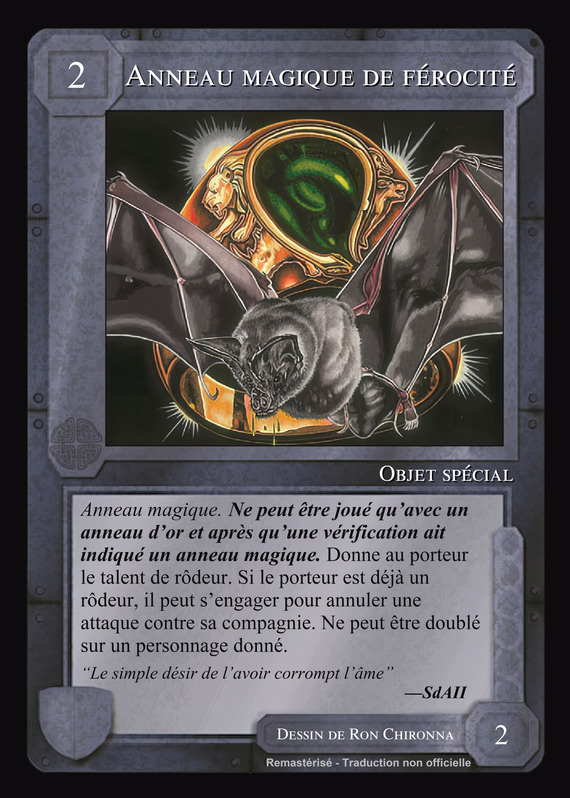 2
Anneau magique de férocité
Objet spécial
Anneau magique. Ne peut être joué qu’avec un
anneau d’or et après qu’une vérification ait
indiqué un anneau magique. Donne au porteur
le talent de rôdeur. Si le porteur est déjà un
rôdeur, il peut s’engager pour annuler une
attaque contre sa compagnie. Ne peut être doublé
sur un personnage donné.
“Le simple désir de l’avoir corrompt l’âme”
—SdAII
Dessin de Ron Chironna
2
Remastérisé - Traduction non officielle